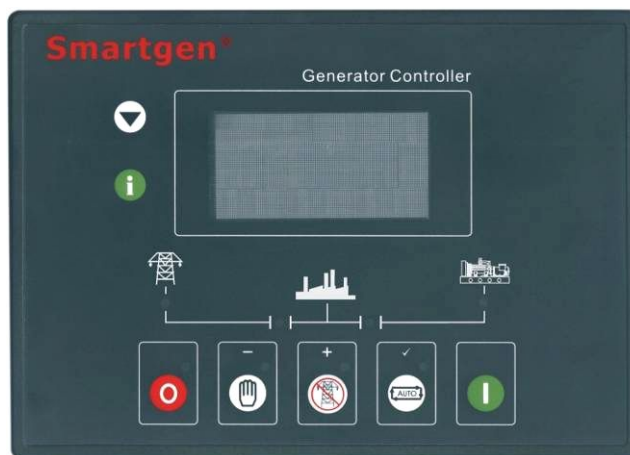 Smartgen®
Generator Controller
i
− + ✓
O AUTO I